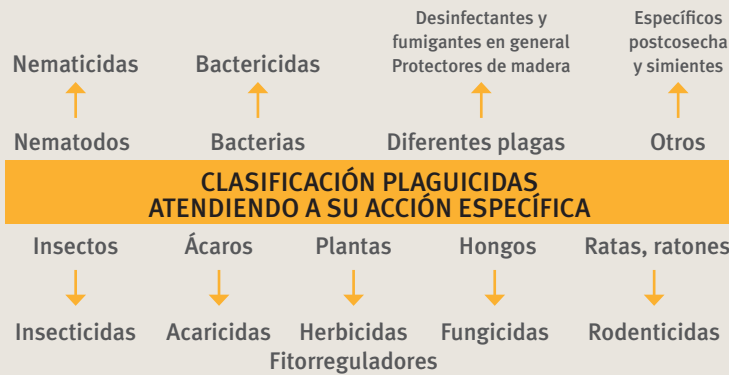 Desinfectantes y
fumigantes en general
Protectores de madera
Específicos
postcosecha
y simientes
Nematicidas
Bactericidas
Nematodos
Bacterias
Diferentes plagas
Otros
CLASIFICACIÓN PLAGUICIDAS
ATENDIENDO A SU ACCIÓN ESPECÍFICA
Insectos
Ácaros
Plantas
Hongos
Ratas, ratones
Insecticidas
Acaricidas
Herbicidas
Fitorreguladores
Fungicidas
Rodenticidas